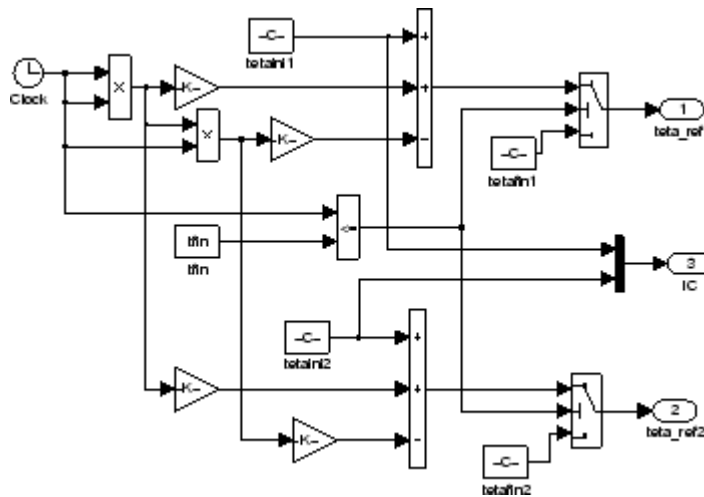 -C-
+
tetaini1
Clock
×
-K-
+
1
teta_ref
×
-K-
-
-C-
tetafin1
<=
tfin
tfin
3
IC
-C-
+
tetaini2
-K-
+
2
teta_ref2
-K-
-
-C-
tetafin2